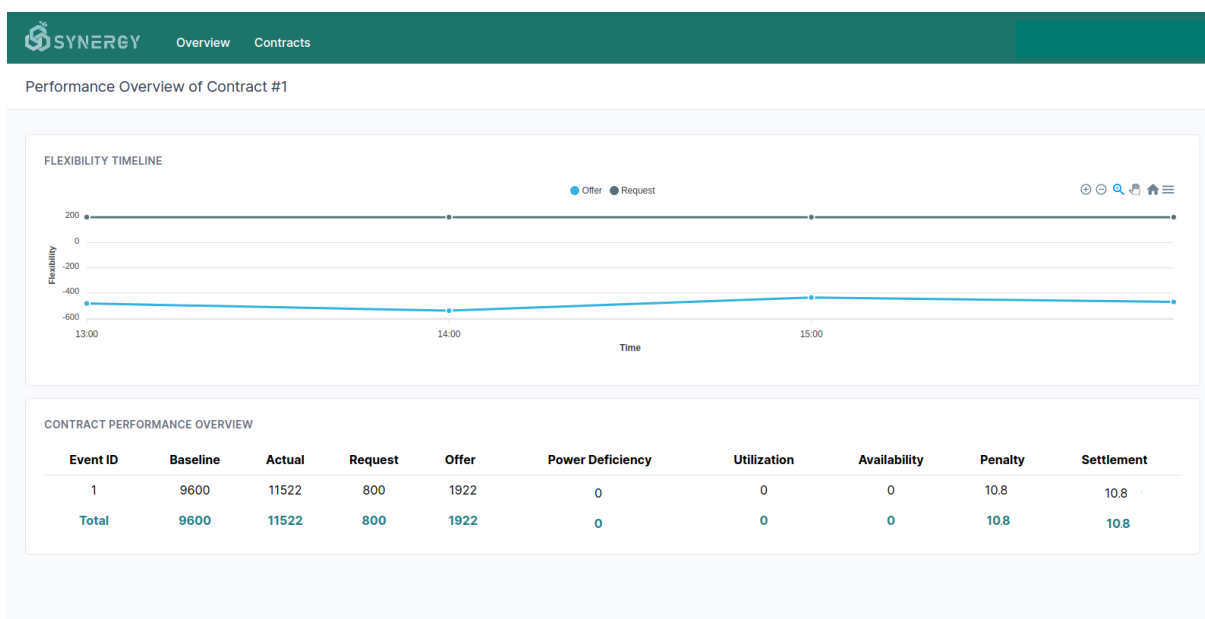 SYNERGY Overview Contracts
Performance Overview of Contract #1
FLEXIBILITY TIMELINE
Offer Request
200
0
-200
-400
-600
Flexibility
13:00 14:00 15:00
Time
CONTRACT PERFORMANCE OVERVIEW
Event ID Baseline Actual Request Offer Power Deficiency Utilization Availability Penalty Settlement
1 9600 11522 800 1922 0 0 0 10.8 10.8
Total 9600 11522 800 1922 0 0 0 10.8 10.8